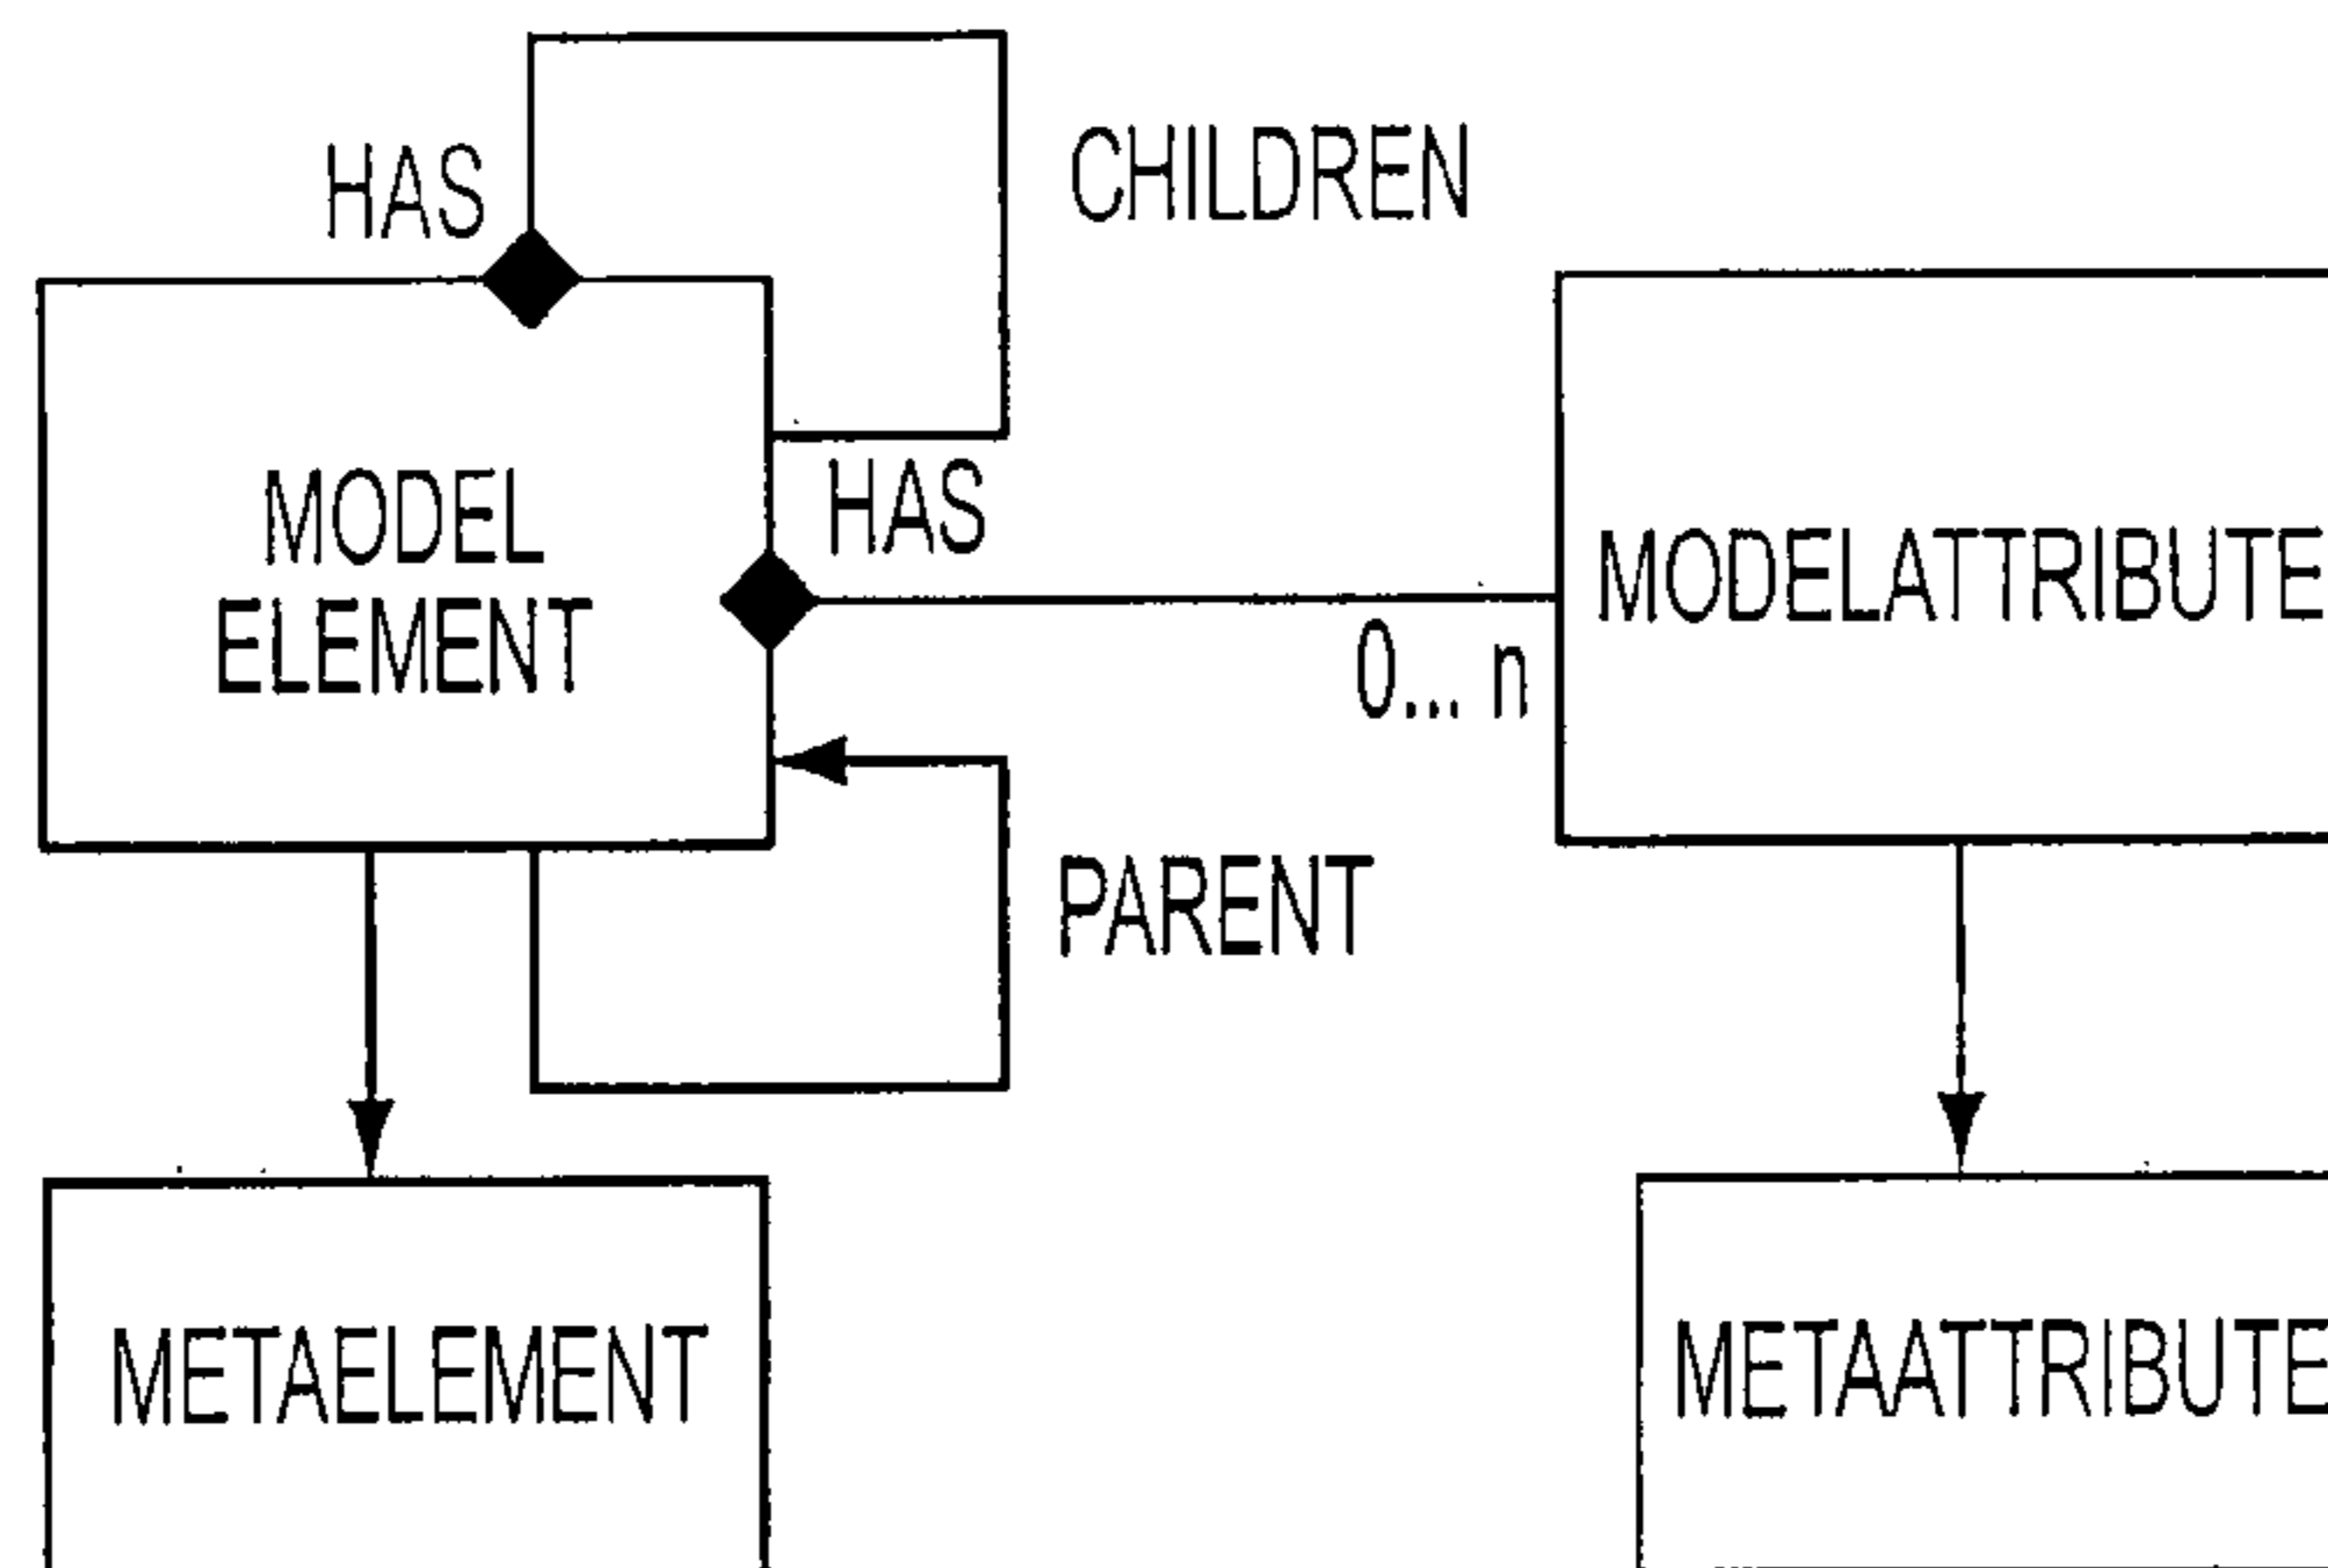 HAS
CHILDREN
MODEL
ELEMENT
HAS
MODELATTRIBUTE
0... n
PARENT
METAELEMENT
METAATTRIBUTE